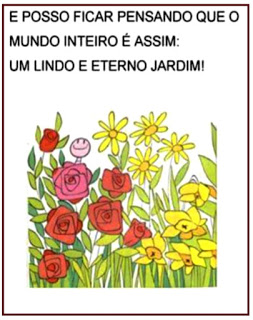 E POSSO FICAR PENSANDO QUE O
MUNDO INTEIRO É ASSIM:
UM LINDO E ETERNO JARDIM!